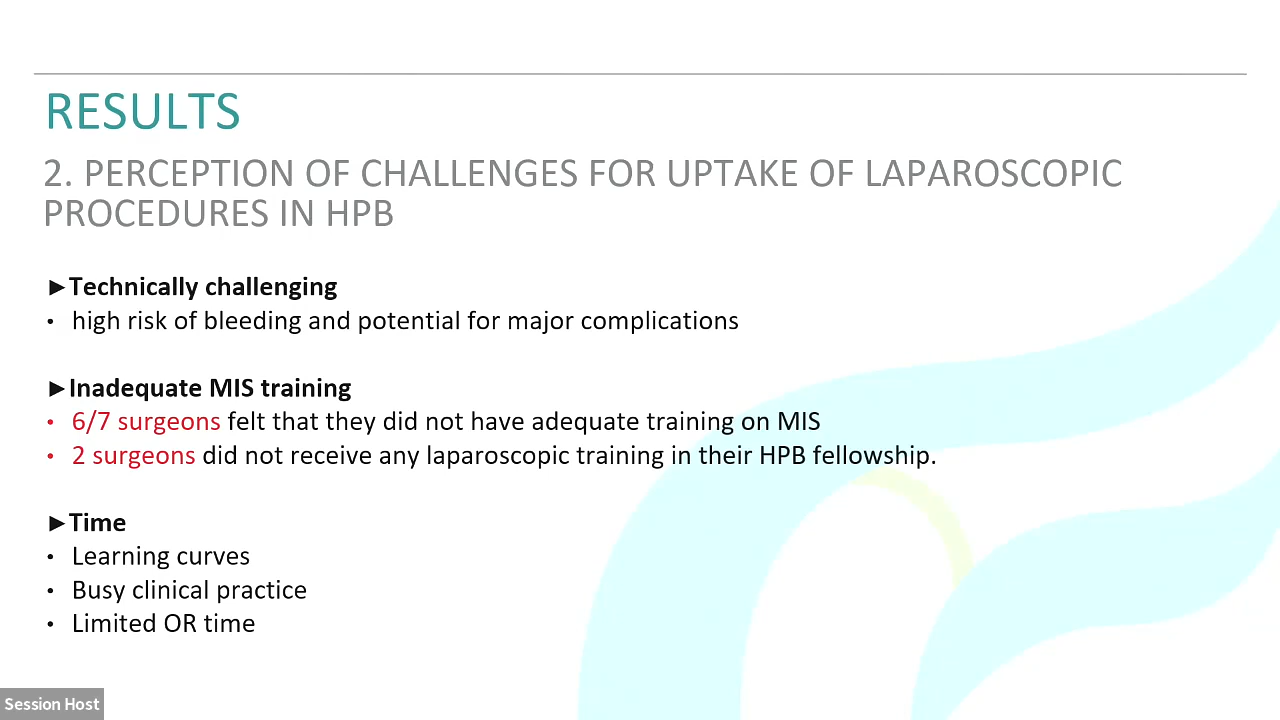 RESULTS
2. PERCEPTION OF CHALLENGES FOR UPTAKE OF LAPAROSCOPIC
PROCEDURES IN HPB
►Technically challenging
• high risk of bleeding and potential for major complications
►Inadequate MIS training
• 6/7 surgeons felt that they did not have adequate training on MIS
• 2 surgeons did not receive any laparoscopic training in their HPB fellowship.
►Time
• Learning curves
• Busy clinical practice
• Limited OR time
Session Host